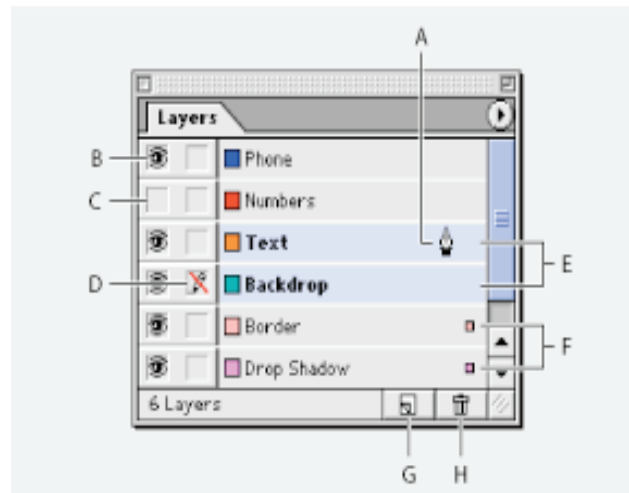 A
Layers
B
Phone
C
Numbers
Text
E
D
Backdrop
Border
F
Drop Shadow
6 Layers
G
H